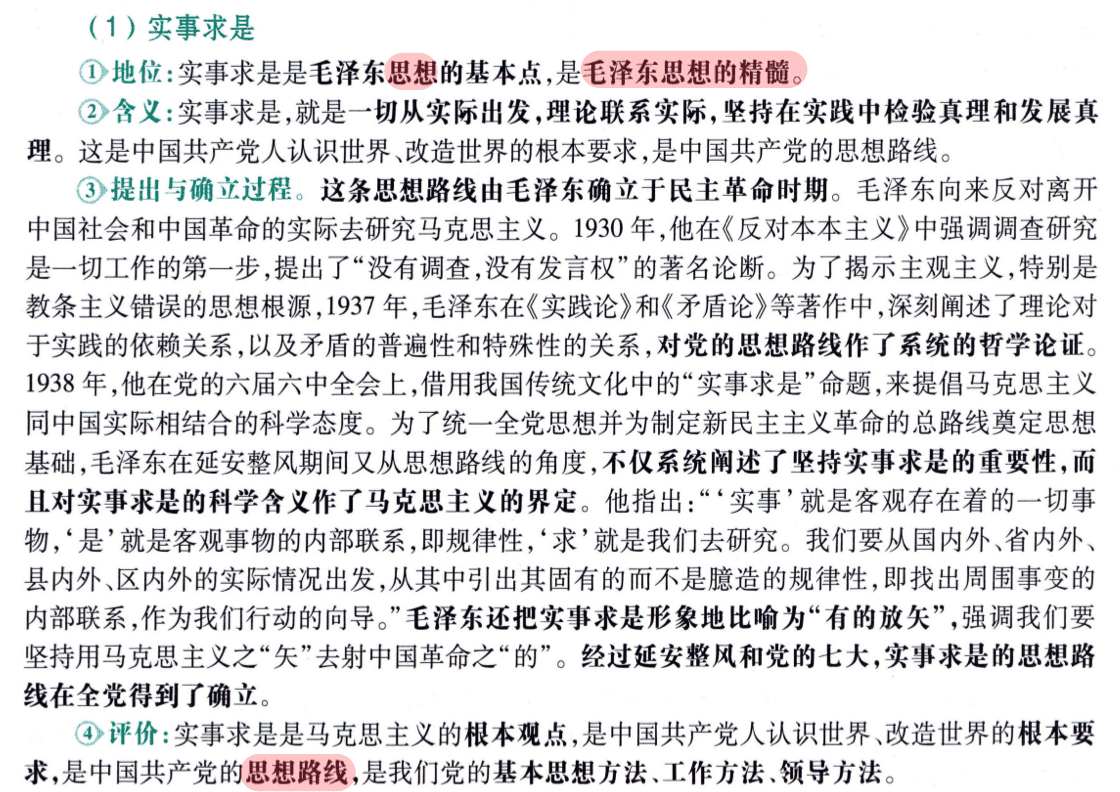 （1）实事求是
①地位:实事求是是毛泽东思想的基本点,是毛泽东思想的精髓。
②含义:实事求是,就是一切从实际出发,理论联系实际,坚持在实践中检验真理和发展真
理。这是中国共产党人认识世界、改造世界的根本要求,是中国共产党的思想路线。
③提出与确立过程。这条思想路线由毛泽东确立于民主革命时期。毛泽东向来反对离开
中国社会和中国革命的实际去研究马克思主义。1930年,他在《反对本本主义》中强调调查研究
是一切工作的第一步,提出了“没有调查,没有发言权”的著名论断。为了揭示主观主义,特别是
教条主义错误的思想根源,1937年,毛泽东在《实践论》和《矛盾论》等著作中,深刻阐述了理论对
于实践的依赖关系,以及矛盾的普遍性和特殊性的关系,对党的思想路线作了系统的哲学论证。
1938年,他在党的六届六中全会上,借用我国传统文化中的“实事求是”命题,来提倡马克思主义
同中国实际相结合的科学态度。为了统一全党思想并为制定新民主主义革命的总路线奠定思想
基础,毛泽东在延安整风期间又从思想路线的角度,不仅系统阐述了坚持实事求是的重要性,而
且对实事求是的科学含义作了马克思主义的界定。他指出:“‘实事’就是客观存在着的一切事
物,‘是’就是客观事物的内部联系,即规律性,‘求’就是我们去研究。我们要从国内外、省内外、
县内外、区内外的实际情况出发,从其中引出其固有的而不是臆造的规律性,即找出周围事变的
内部联系,作为我们行动的向导。”毛泽东还把实事求是形象地比喻为“有的放矢”,强调我们要
坚持用马克思主义之“矢”去射中国革命之“的”。经过延安整风和党的七大,实事求是的思想路
线在全党得到了确立。
④评价:实事求是是马克思主义的根本观点,是中国共产党人认识世界、改造世界的根本要
求,是中国共产党的思想路线,是我们党的基本思想方法、工作方法、领导方法。